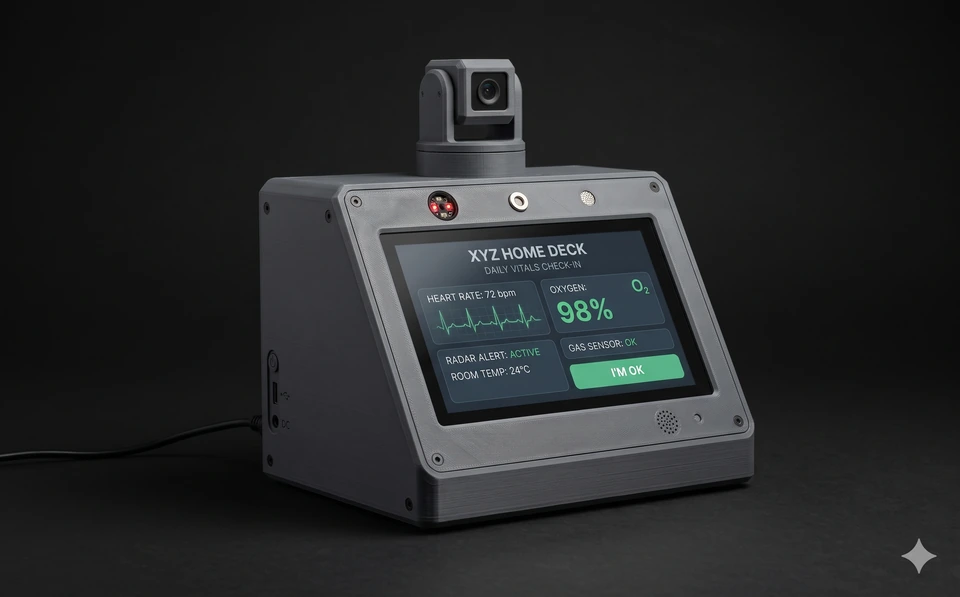 XYZ HOME DECK
DAILY VITALS CHECK-IN
HEART RATE: 72 bpm
OXYGEN:
O₂
98%
RADAR ALERT: ACTIVE
ROOM TEMP: 24°C
GAS SENSOR: OK
I'M OK
DC